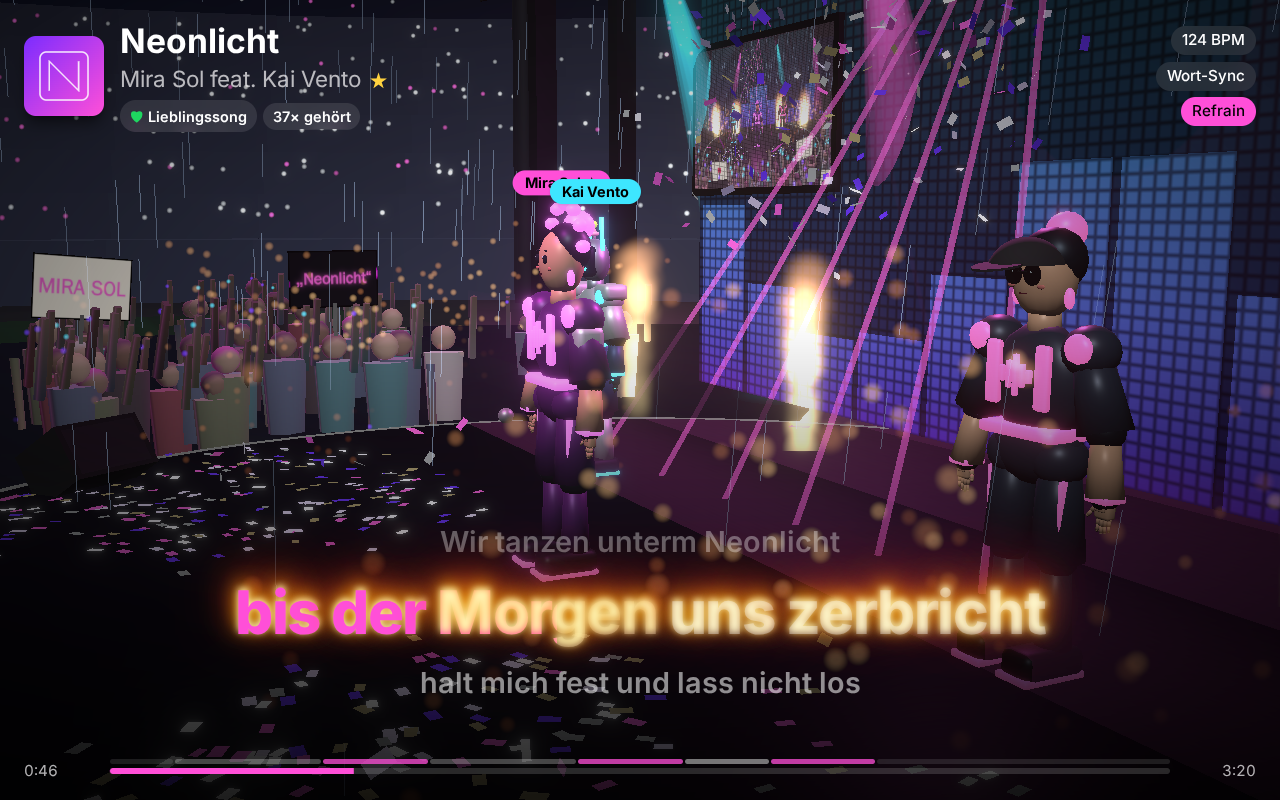 Neonlicht
Mira Sol feat. Kai Vento
Lieblingssong
37× gehört
124 BPM
Wort-Sync
Refrain
Kai Vento
MIRA SOL
„Neonlicht“
Wir tanzen unterm Neonlicht
bis der Morgen uns zerbricht
halt mich fest und lass nicht los
0:46
3:20